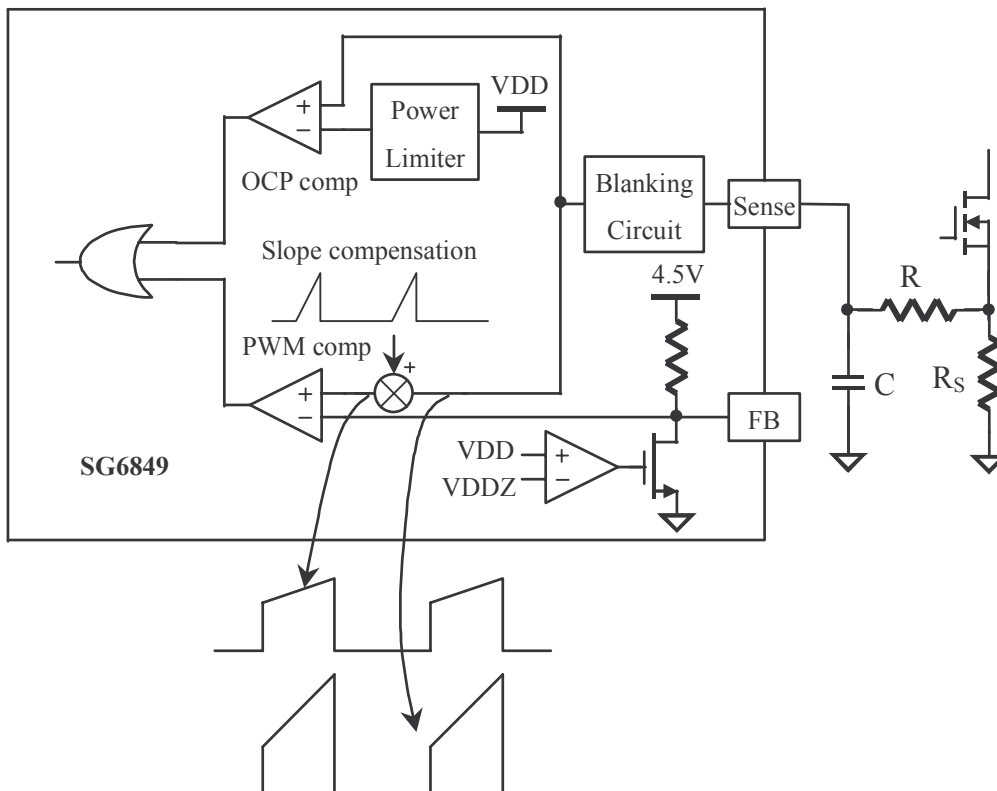 VDD
+
−
Power
Limiter
OCP comp
Blanking
Circuit
Sense
Slope compensation
4.5V
R
PWM comp
+
C
RS
+
−
FB
SG6849
VDD
+
VDDZ
−